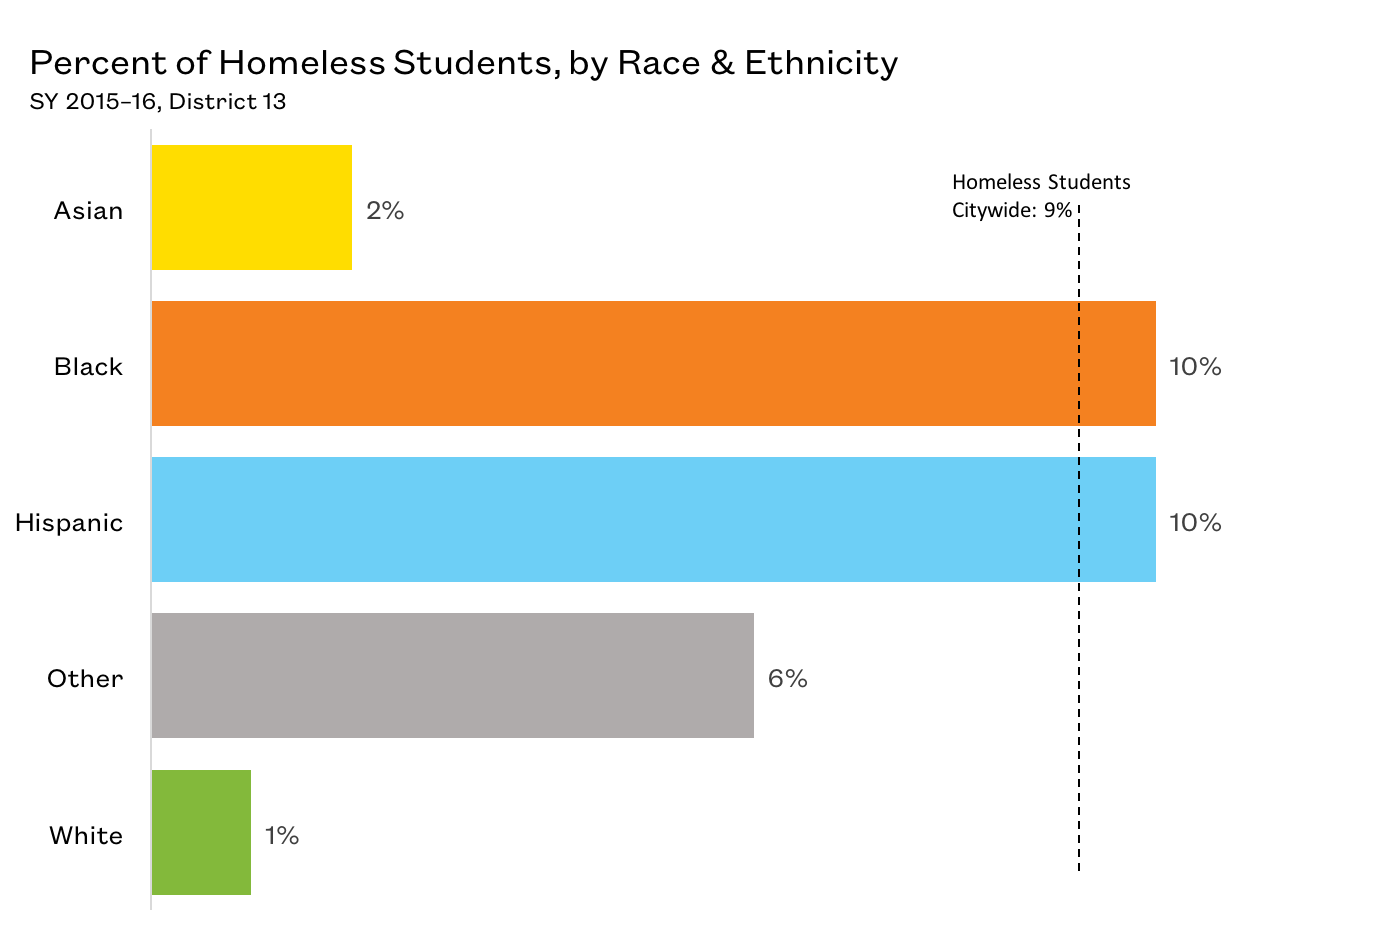 Percent of Homeless Students, by Race & Ethnicity
SY 2015–16, District 13
Homeless Students
Citywide: 9%
Asian
2%
Black
10%
Hispanic
10%
Other
6%
White
1%